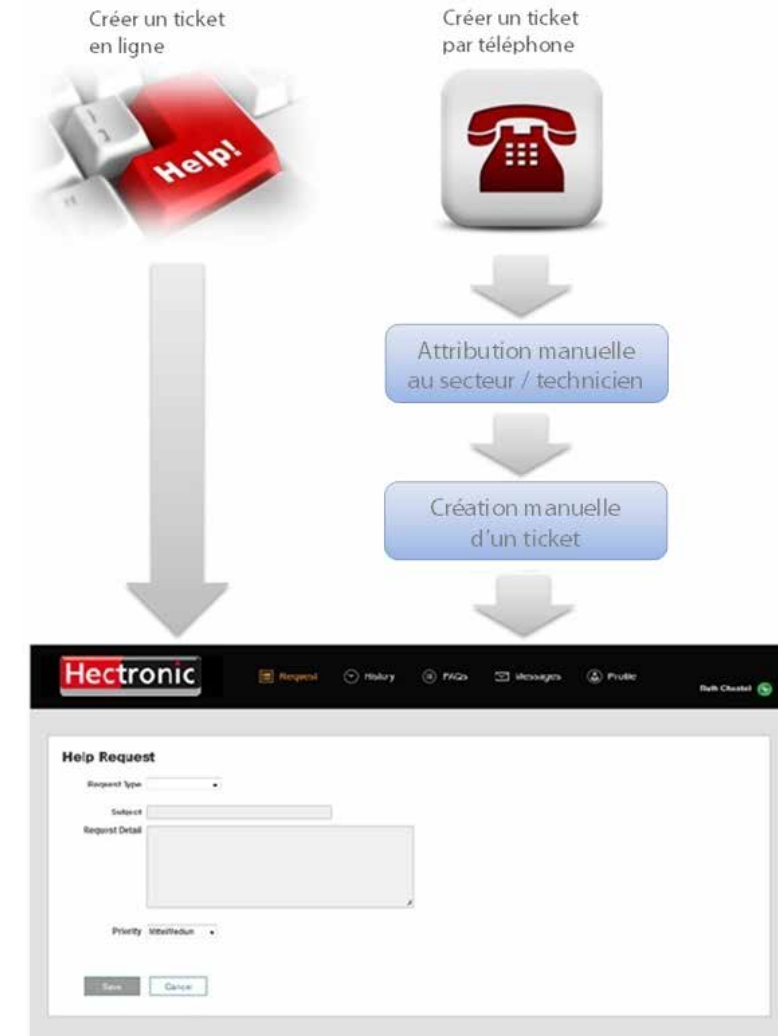 Créer un ticket
en ligne
Créer un ticket
par téléphone
Help!
Attribution manuelle
au secteur / technicien
Création manuelle
d'un ticket
Hectronic
Request
History
FAQs
Messages
Profile
Help Request
Request Type
Subject
Request Detail
Priority
Save
Cancel